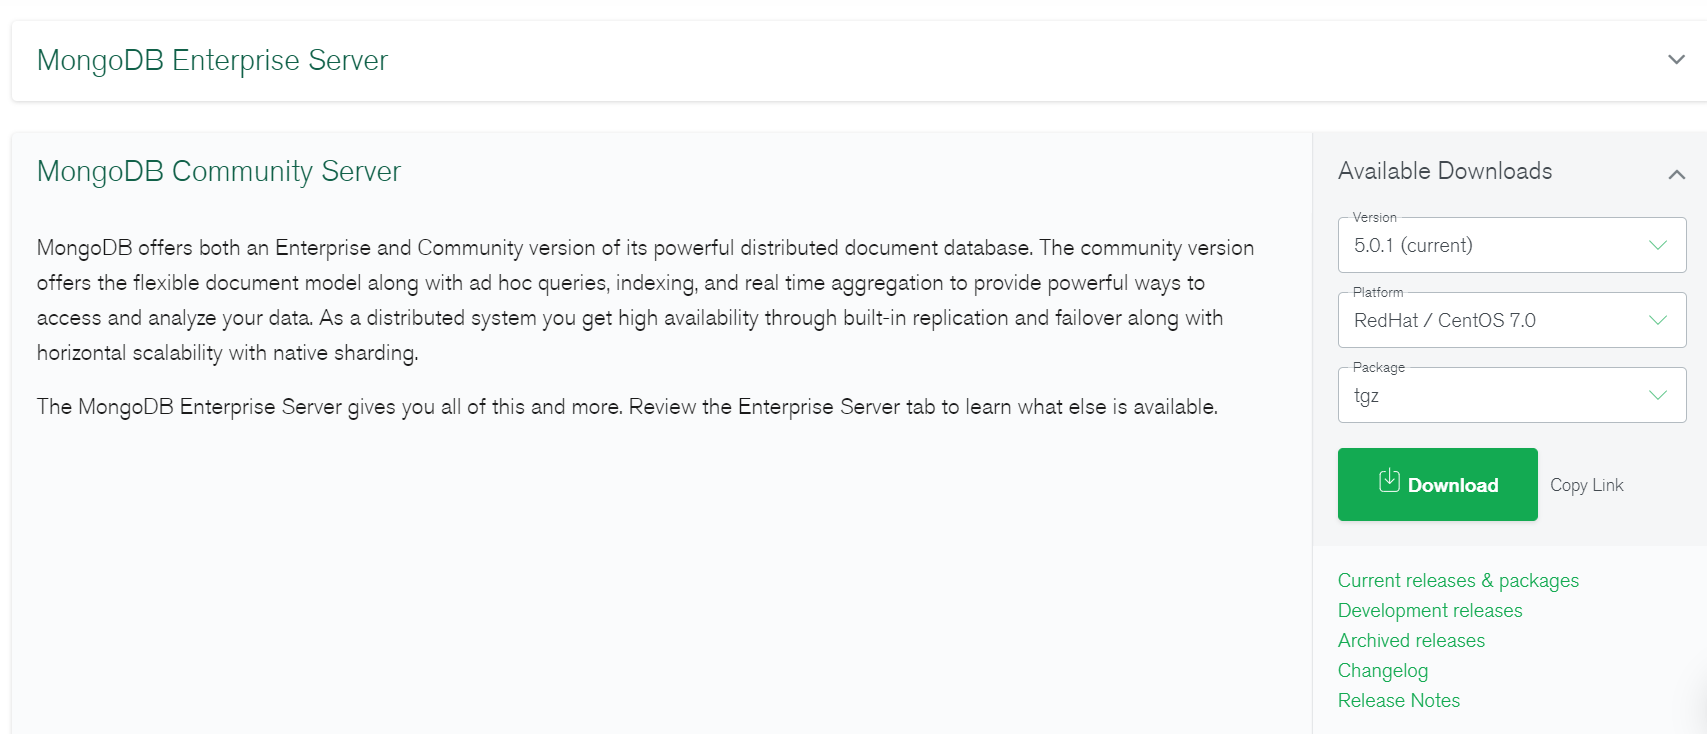 MongoDB Enterprise Server
MongoDB Community Server
MongoDB offers both an Enterprise and Community version of its powerful distributed document database. The community version
offers the flexible document model along with ad hoc queries, indexing, and real time aggregation to provide powerful ways to
access and analyze your data. As a distributed system you get high availability through built-in replication and failover along with
horizontal scalability with native sharding.
The MongoDB Enterprise Server gives you all of this and more. Review the Enterprise Server tab to learn what else is available.
Available Downloads
Version
5.0.1 (current)
Platform
RedHat / CentOS 7.0
Package
tgz
Download
Copy Link
Current releases & packages
Development releases
Archived releases
Changelog
Release Notes